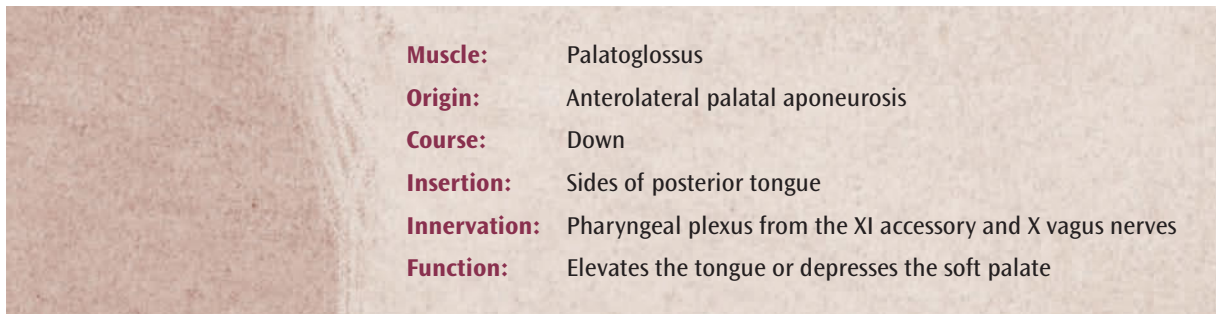 Muscle: Palatoglossus
Origin: Anterolateral palatal aponeurosis
Course: Down
Insertion: Sides of posterior tongue
Innervation: Pharyngeal plexus from the XI accessory and X vagus nerves
Function: Elevates the tongue or depresses the soft palate